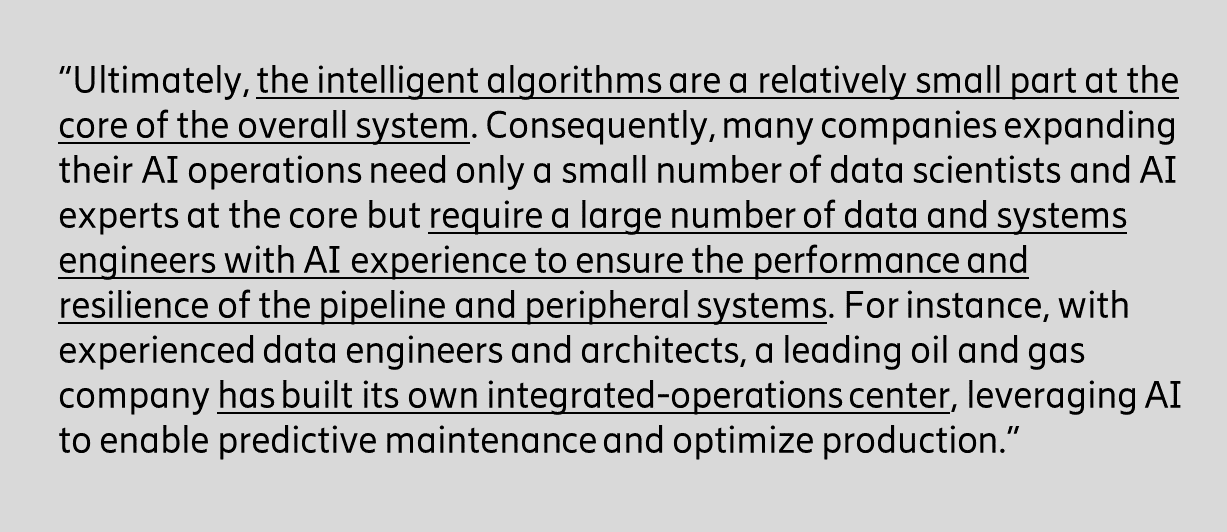 “Ultimately, the intelligent algorithms are a relatively small part at the
core of the overall system. Consequently, many companies expanding
their AI operations need only a small number of data scientists and AI
experts at the core but require a large number of data and systems
engineers with AI experience to ensure the performance and
resilience of the pipeline and peripheral systems. For instance, with
experienced data engineers and architects, a leading oil and gas
company has built its own integrated-operations center, leveraging AI
to enable predictive maintenance and optimize production.”